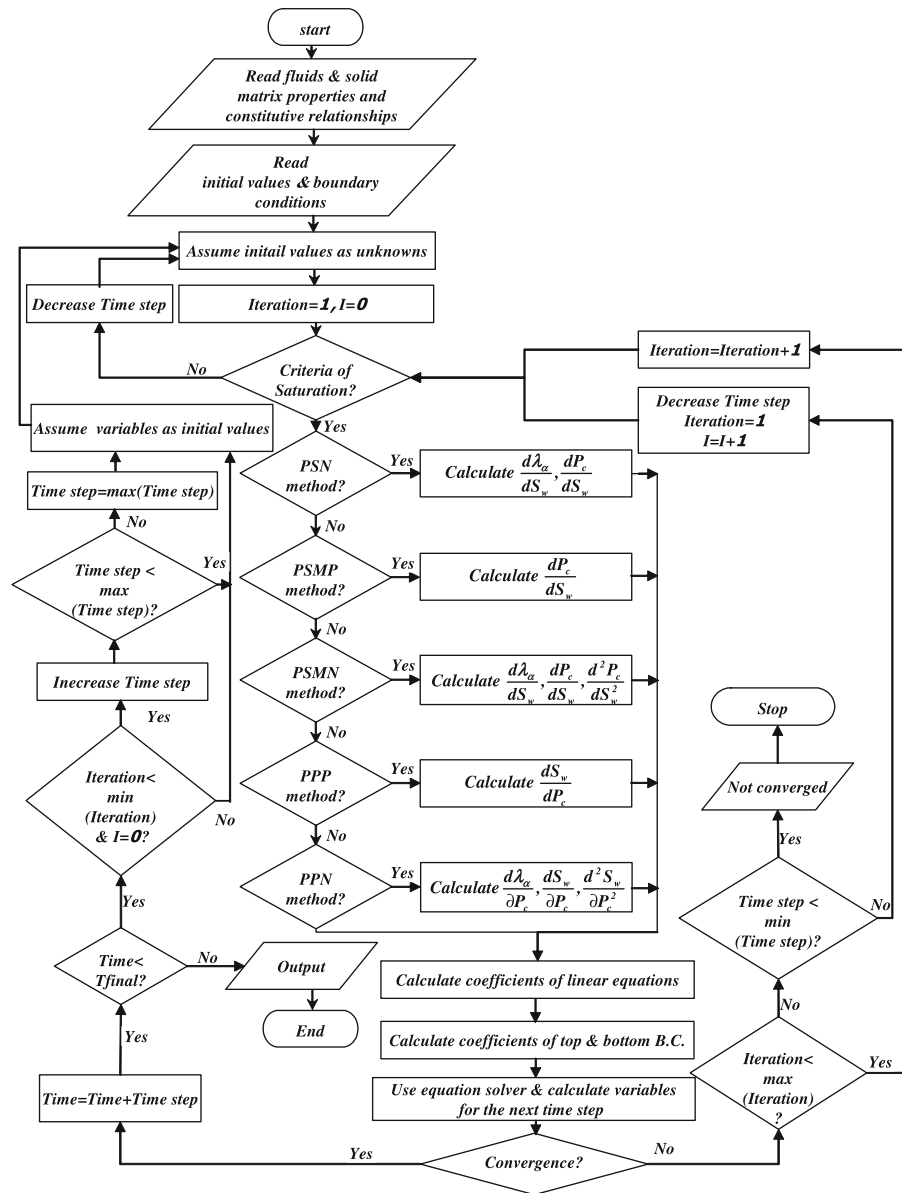 start
Read fluids & solid
matrix properties and
constitutive relationships
Read
initial values & boundary
conditions
Assume initail values as unknowns
Decrease Time step
Iteration=1, I=0
No
Criteria of
Saturation?
Yes
Iteration=Iteration+1
Decrease Time step
Iteration=1
I=I+1
Assume variables as initial values
Time step=max(Time step)
No
Time step <
max
(Time step)?
Yes
Inecrease Time step
Yes
Iteration<
min
(Iteration)
& I=0?
No
Yes
Time<
Tfinal?
No
Output
End
Yes
Time=Time+Time step
PSN
method?
Yes
Calculate dλα/dSw, dPc/dSw
No
PSMP
method?
Yes
Calculate dPc/dSw
No
PSMN
method?
Yes
Calculate dλα/dSw, dPc/dSw, d²Pc/dSw²
No
PPP
method?
Yes
Calculate dSw/dPc
No
PPN
method?
Yes
Calculate dλα/∂Pc, dSw/∂Pc, d²Sw/∂Pc²
Calculate coefficients of linear equations
Calculate coefficients of top & bottom B.C.
Use equation solver & calculate variables
for the next time step
Convergence?
Yes
No
Stop
Not converged
Yes
Time step <
min
(Time step)?
No
No
Iteration<
max
(Iteration)
?
Yes